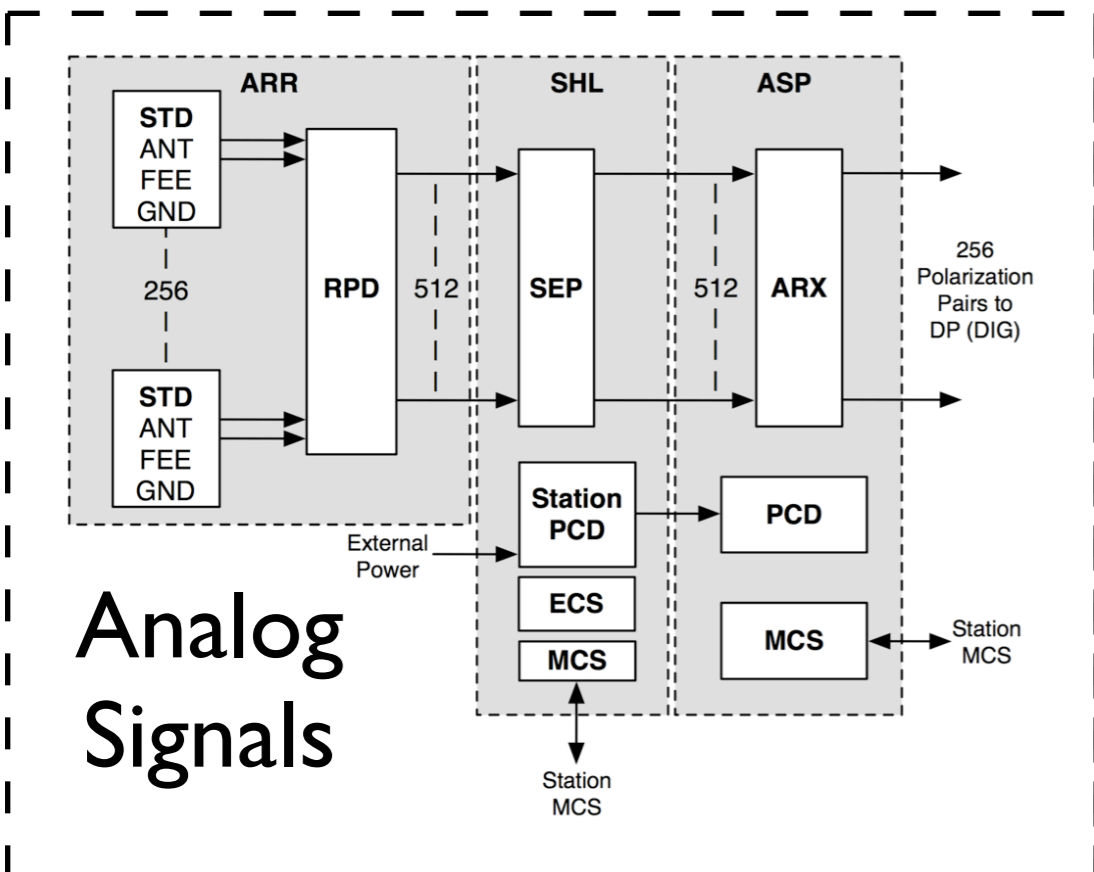 ARR
SHL
ASP
STD
ANT
FEE
GND
256
STD
ANT
FEE
GND
RPD
512
SEP
512
ARX
256
Polarization
Pairs to
DP (DIG)
External
Power
Station
PCD
PCD
ECS
MCS
MCS
Station
MCS
Station
MCS
Analog
Signals